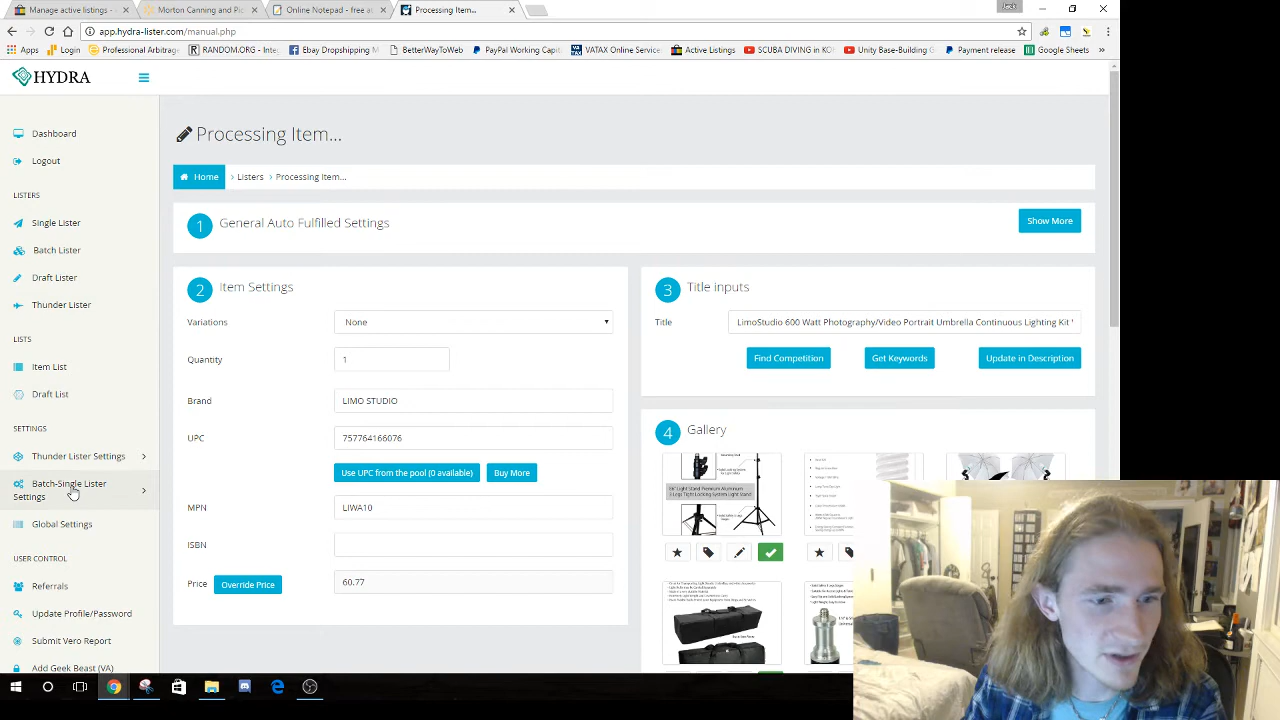 Manage active listings -
Morton Canning and Pic
Online Notepad - free n
Processing Item...
Jack
app.hydra-lister.com/manual.php
Apps
Login
Professional Arbitrag
RANDOM.ORG - In
Ebay Dropshipping
BetterWay to Web
PayPal Working Capit
VATAX Online Service
Active Listings
SCUBA DIVING in KO
Unity Base-Building G
Payment release
Google Sheets
HYDRA
Dashboard
Logout
LISTERS
Single Lister
Batch Lister
Draft Lister
Thunder Lister
LISTS
Item List
Draft List
SETTINGS
Thunder Lister Settings
Batch-Single Lister
Settings
Global Settings
USER CONTROL
Referrals
Submit Vero Report
Add Geek Beast (VA)
Processing Item...
Home > Listers > Processing Item...
1 General Auto Fulfilled Settings
Show More
2 Item Settings
Variations None
Quantity 1
Brand LIMO STUDIO
UPC 757764166076
Use UPC from the pool (0 available) Buy More
MPN LIWA10
ISBN
Price Override Price 60.77
3 Title inputs
Title LimoStudio 600 Watt Photography/Video Portrait Umbrella Continuous Lighting Kit
Find Competition Get Keywords Update in Description
4 Gallery